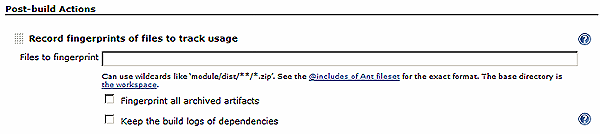 Post-build Actions
Record fingerprints of files to track usage
Files to fingerprint
Can use wildcards like 'module/dist/**/*.zip'. See the @includes of Ant fileset for the exact format. The base directory is
the workspace.
Fingerprint all archived artifacts
Keep the build logs of dependencies